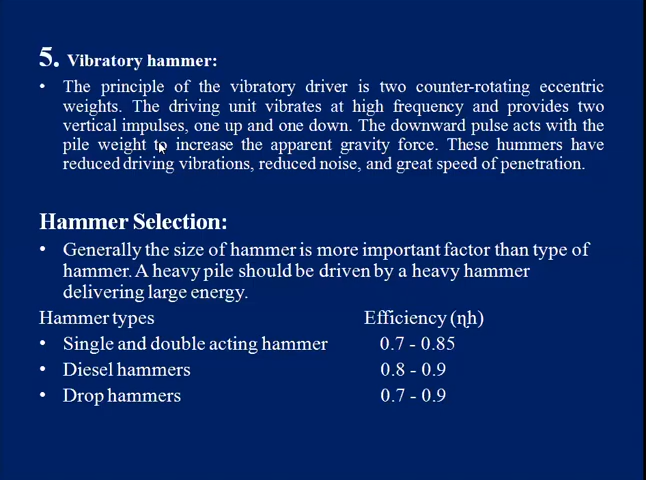 5. Vibratory hammer:
• The principle of the vibratory driver is two counter-rotating eccentric
weights. The driving unit vibrates at high frequency and provides two
vertical impulses, one up and one down. The downward pulse acts with the
pile weight to increase the apparent gravity force. These hummers have
reduced driving vibrations, reduced noise, and great speed of penetration.
Hammer Selection:
• Generally the size of hammer is more important factor than type of
hammer. A heavy pile should be driven by a heavy hammer
delivering large energy.
Hammer types Efficiency (ηh)
• Single and double acting hammer 0.7 - 0.85
• Diesel hammers 0.8 - 0.9
• Drop hammers 0.7 - 0.9